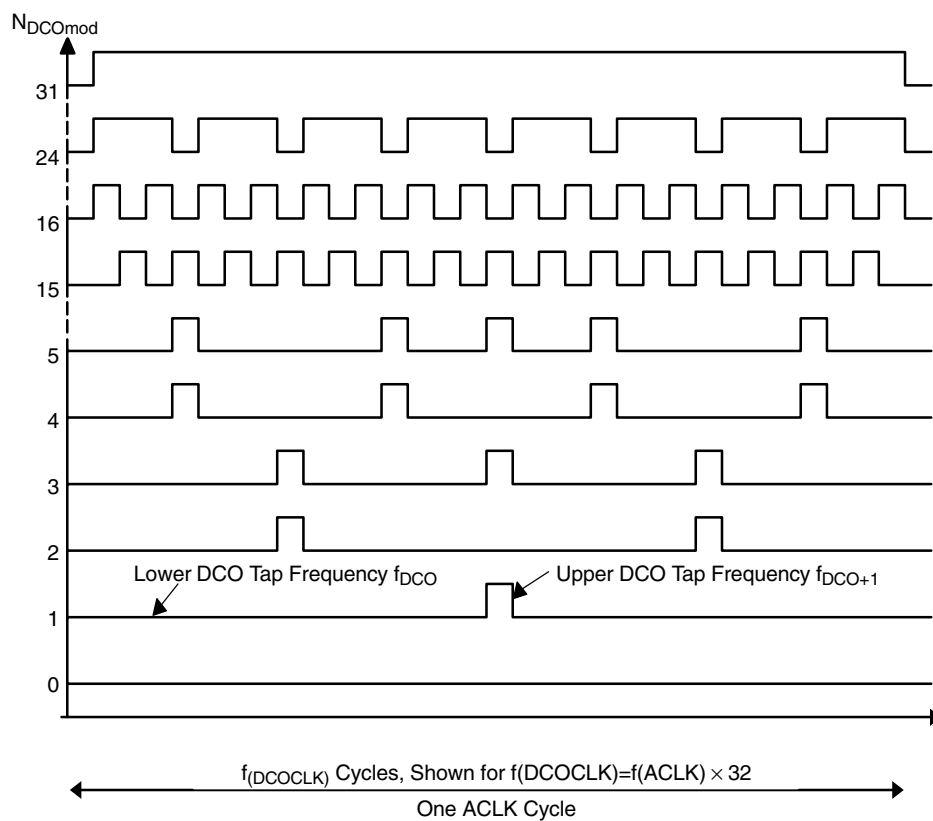 NDCOmod
31
24
16
15
5
4
3
2
Lower DCO Tap Frequency fDCO
Upper DCO Tap Frequency fDCO+1
1
0
f(DCOCLK) Cycles, Shown for f(DCOCLK)=f(ACLK) × 32
One ACLK Cycle